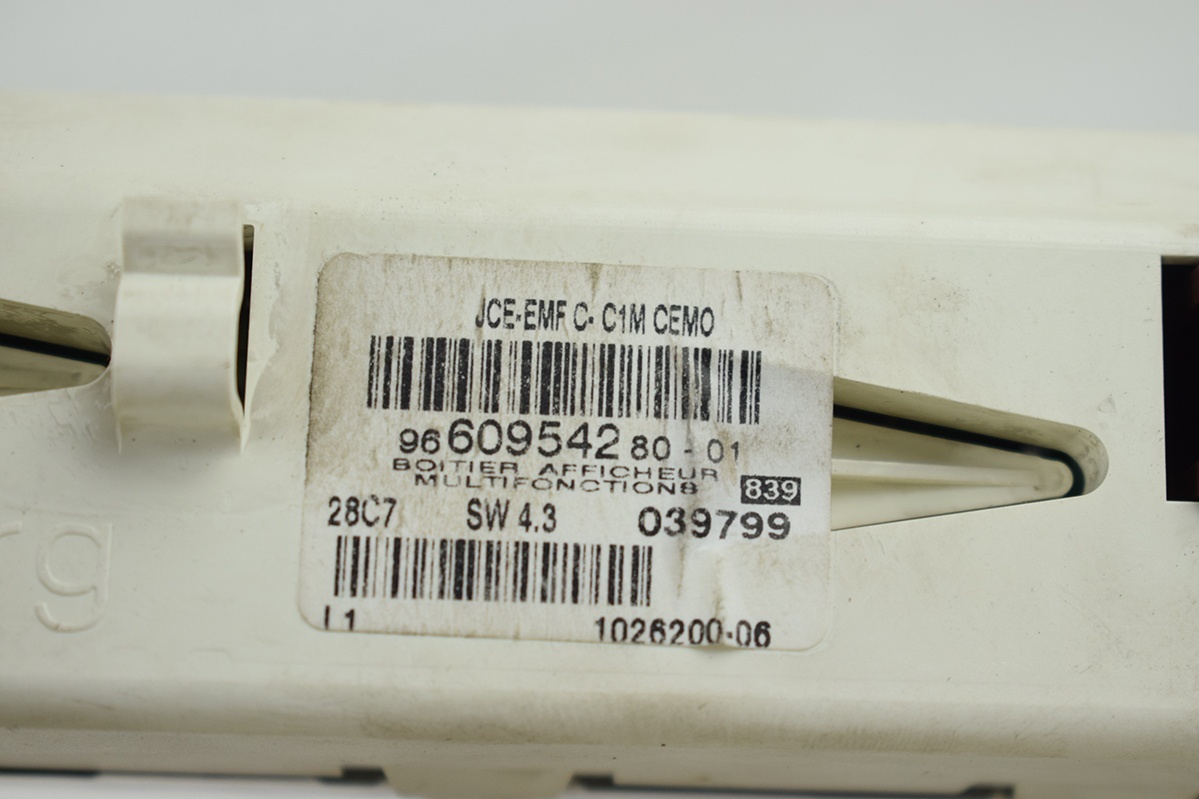 JCE-EMF C- C1M CEMO
96 609542 80 - 01
BOITIER AFFICHEUR
MULTIFONCTIONS 839
28C7 SW 4.3 039799
L1 1026200-06